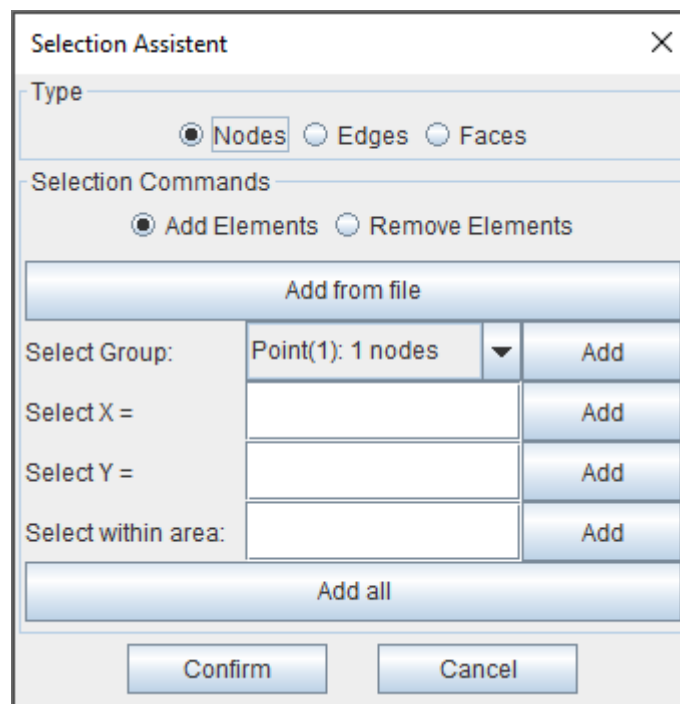 Selection Assistent
Type
Nodes Edges Faces
Selection Commands
Add Elements Remove Elements
Add from file
Select Group: Point(1): 1 nodes Add
Select X = Add
Select Y = Add
Select within area: Add
Add all
Confirm Cancel